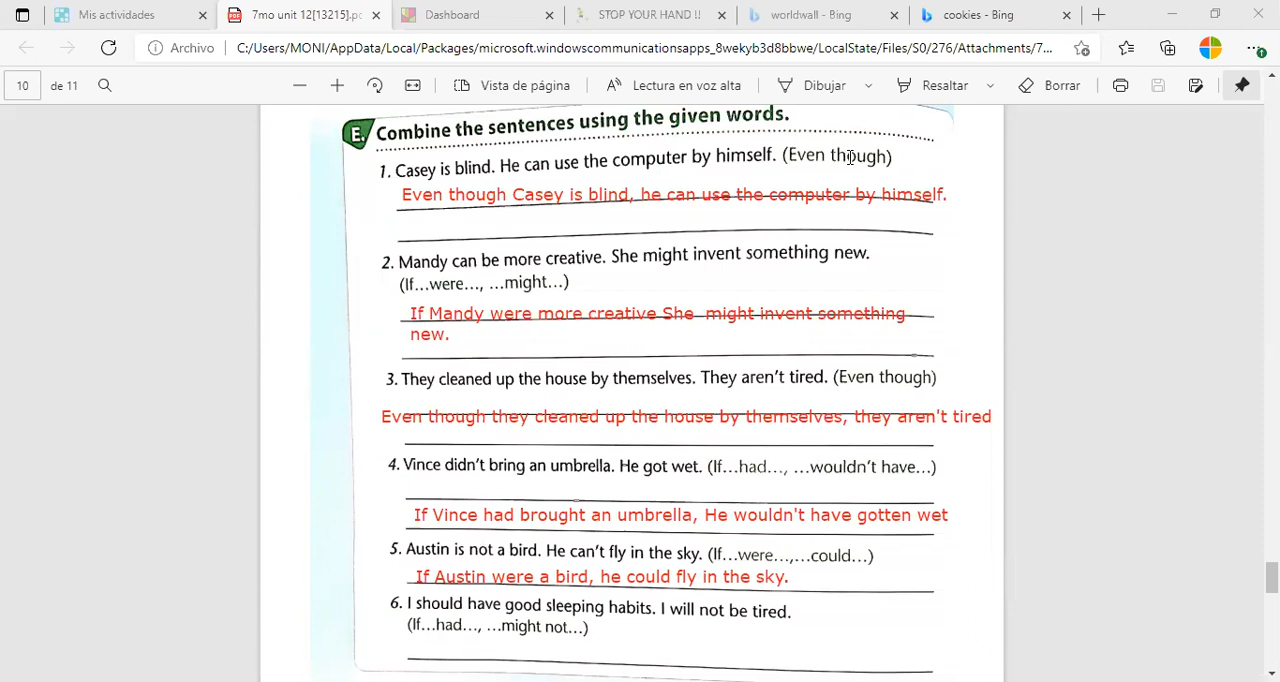 Mis actividades
7mo unit 12[13215].pc
Dashboard
STOP YOUR HAND !!
worldwall - Bing
cookies - Bing
Archivo
C:/Users/MONI/AppData/Local/Packages/microsoft.windowscommunicationsapps_8wekyb3d8bbwe/LocalState/Files/S0/276/Attachments/7...
10 de 11
Vista de página
Lectura en voz alta
Dibujar
Resaltar
Borrar
E. Combine the sentences using the given words.
1. Casey is blind. He can use the computer by himself. (Even though)
Even though Casey is blind, he can use the computer by himself.
2. Mandy can be more creative. She might invent something new.
(If...were..., ...might...)
If Mandy were more creative She might invent something
new.
3. They cleaned up the house by themselves. They aren't tired. (Even though)
Even though they cleaned up the house by themselves, they aren't tired
4. Vince didn't bring an umbrella. He got wet. (If...had..., ...wouldn't have...)
If Vince had brought an umbrella, He wouldn't have gotten wet
5. Austin is not a bird. He can't fly in the sky. (If...were...,...could...)
If Austin were a bird, he could fly in the sky.
6. I should have good sleeping habits. I will not be tired.
(If...had..., ...might not...)